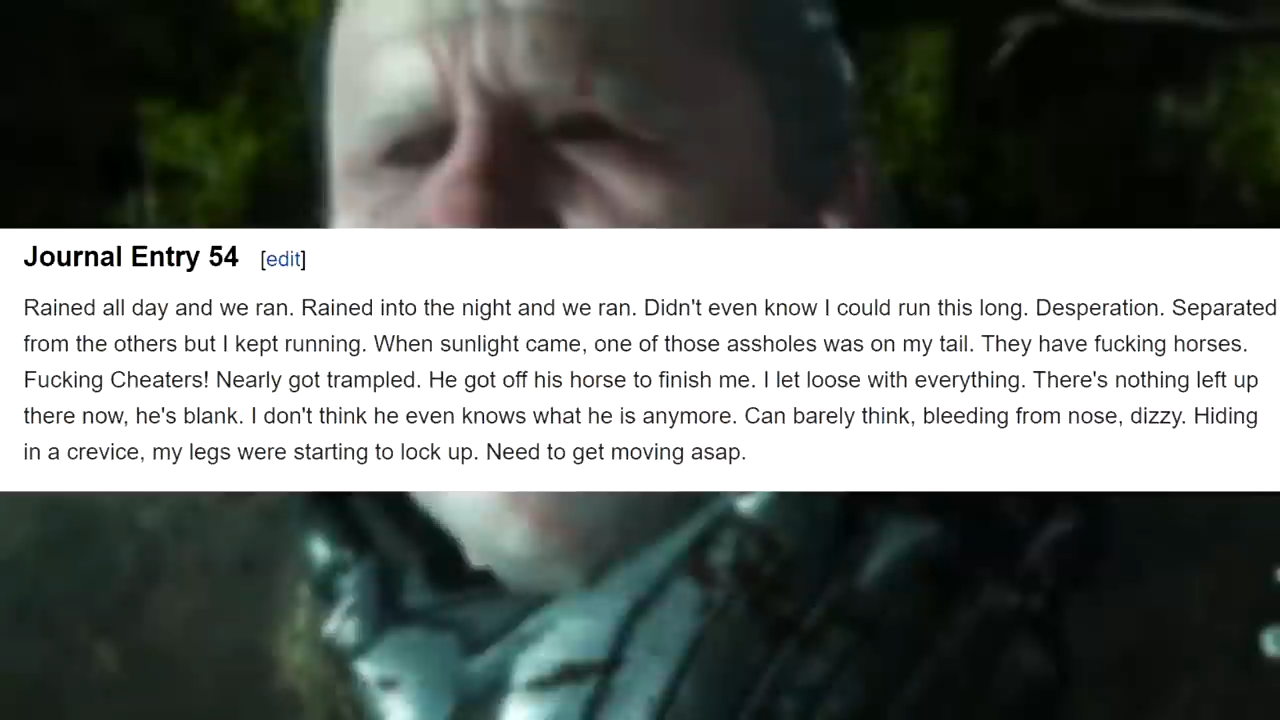 Journal Entry 54 [edit]
Rained all day and we ran. Rained into the night and we ran. Didn't even know I could run this long. Desperation. Separated
from the others but I kept running. When sunlight came, one of those assholes was on my tail. They have fucking horses.
Fucking Cheaters! Nearly got trampled. He got off his horse to finish me. I let loose with everything. There's nothing left up
there now, he's blank. I don't think he even knows what he is anymore. Can barely think, bleeding from nose, dizzy. Hiding
in a crevice, my legs were starting to lock up. Need to get moving asap.